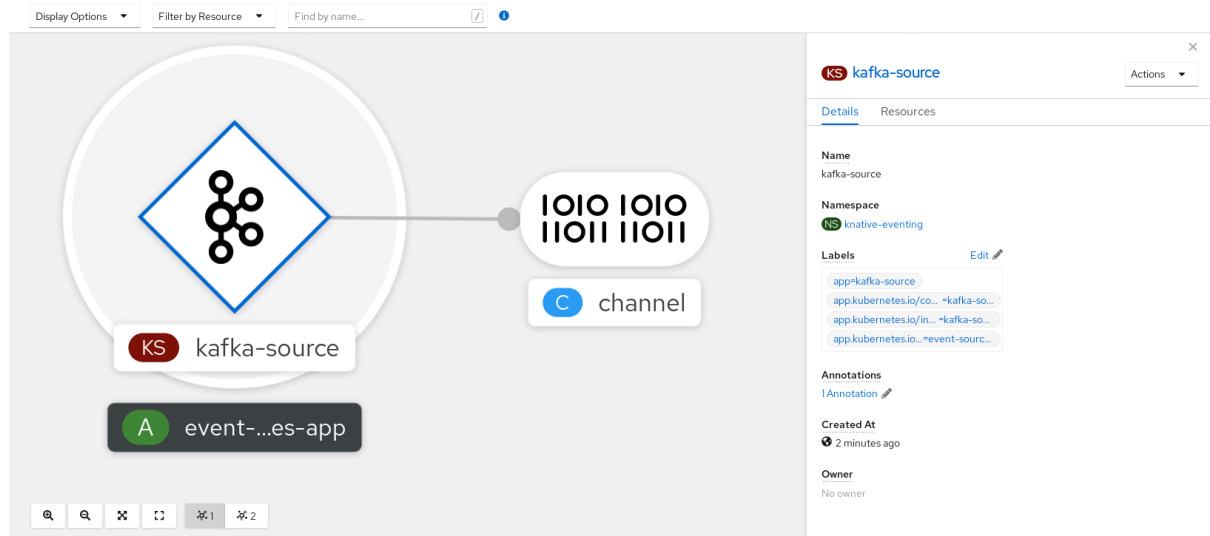 Display Options
Filter by Resource
Find by name...
/
KS kafka-source
Actions
Details
Resources
Name
kafka-source
Namespace
NS knative-eventing
Labels
Edit
app=kafka-source
app.kubernetes.io/co... =kafka-so...
app.kubernetes.io/in... =kafka-so...
app.kubernetes.io...=event-sourc...
Annotations
1 Annotation
Created At
2 minutes ago
Owner
No owner
1010 1010
11011 11011
C channel
KS kafka-source
A event-...es-app
1
2